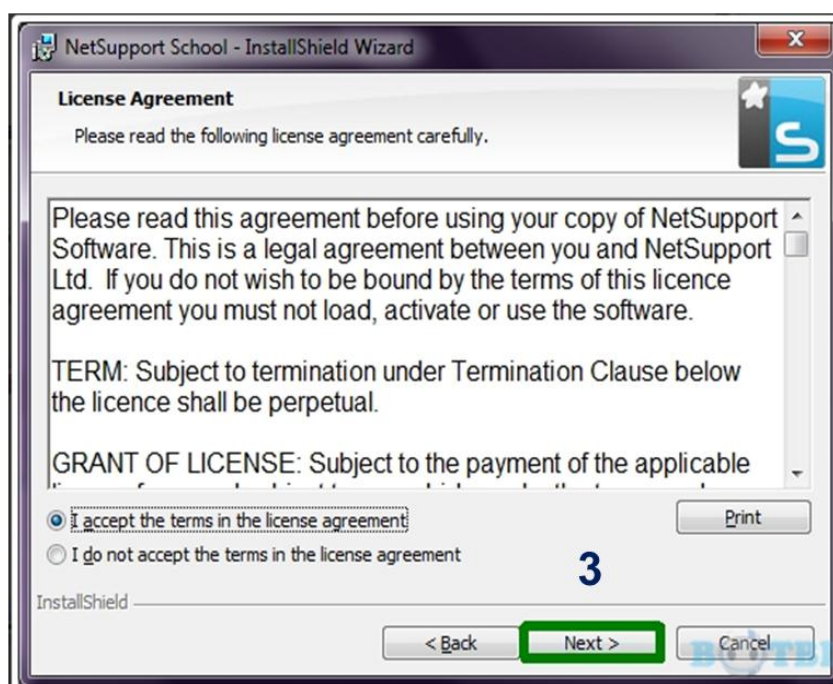 NetSupport School - InstallShield Wizard
License Agreement
Please read the following license agreement carefully.
S
Please read this agreement before using your copy of NetSupport
Software. This is a legal agreement between you and NetSupport
Ltd. If you do not wish to be bound by the terms of this licence
agreement you must not load, activate or use the software.
TERM: Subject to termination under Termination Clause below
the licence shall be perpetual.
GRANT OF LICENSE: Subject to the payment of the applicable
I accept the terms in the license agreement
Print
I do not accept the terms in the license agreement
3
InstallShield
< Back
Next >
Cancel